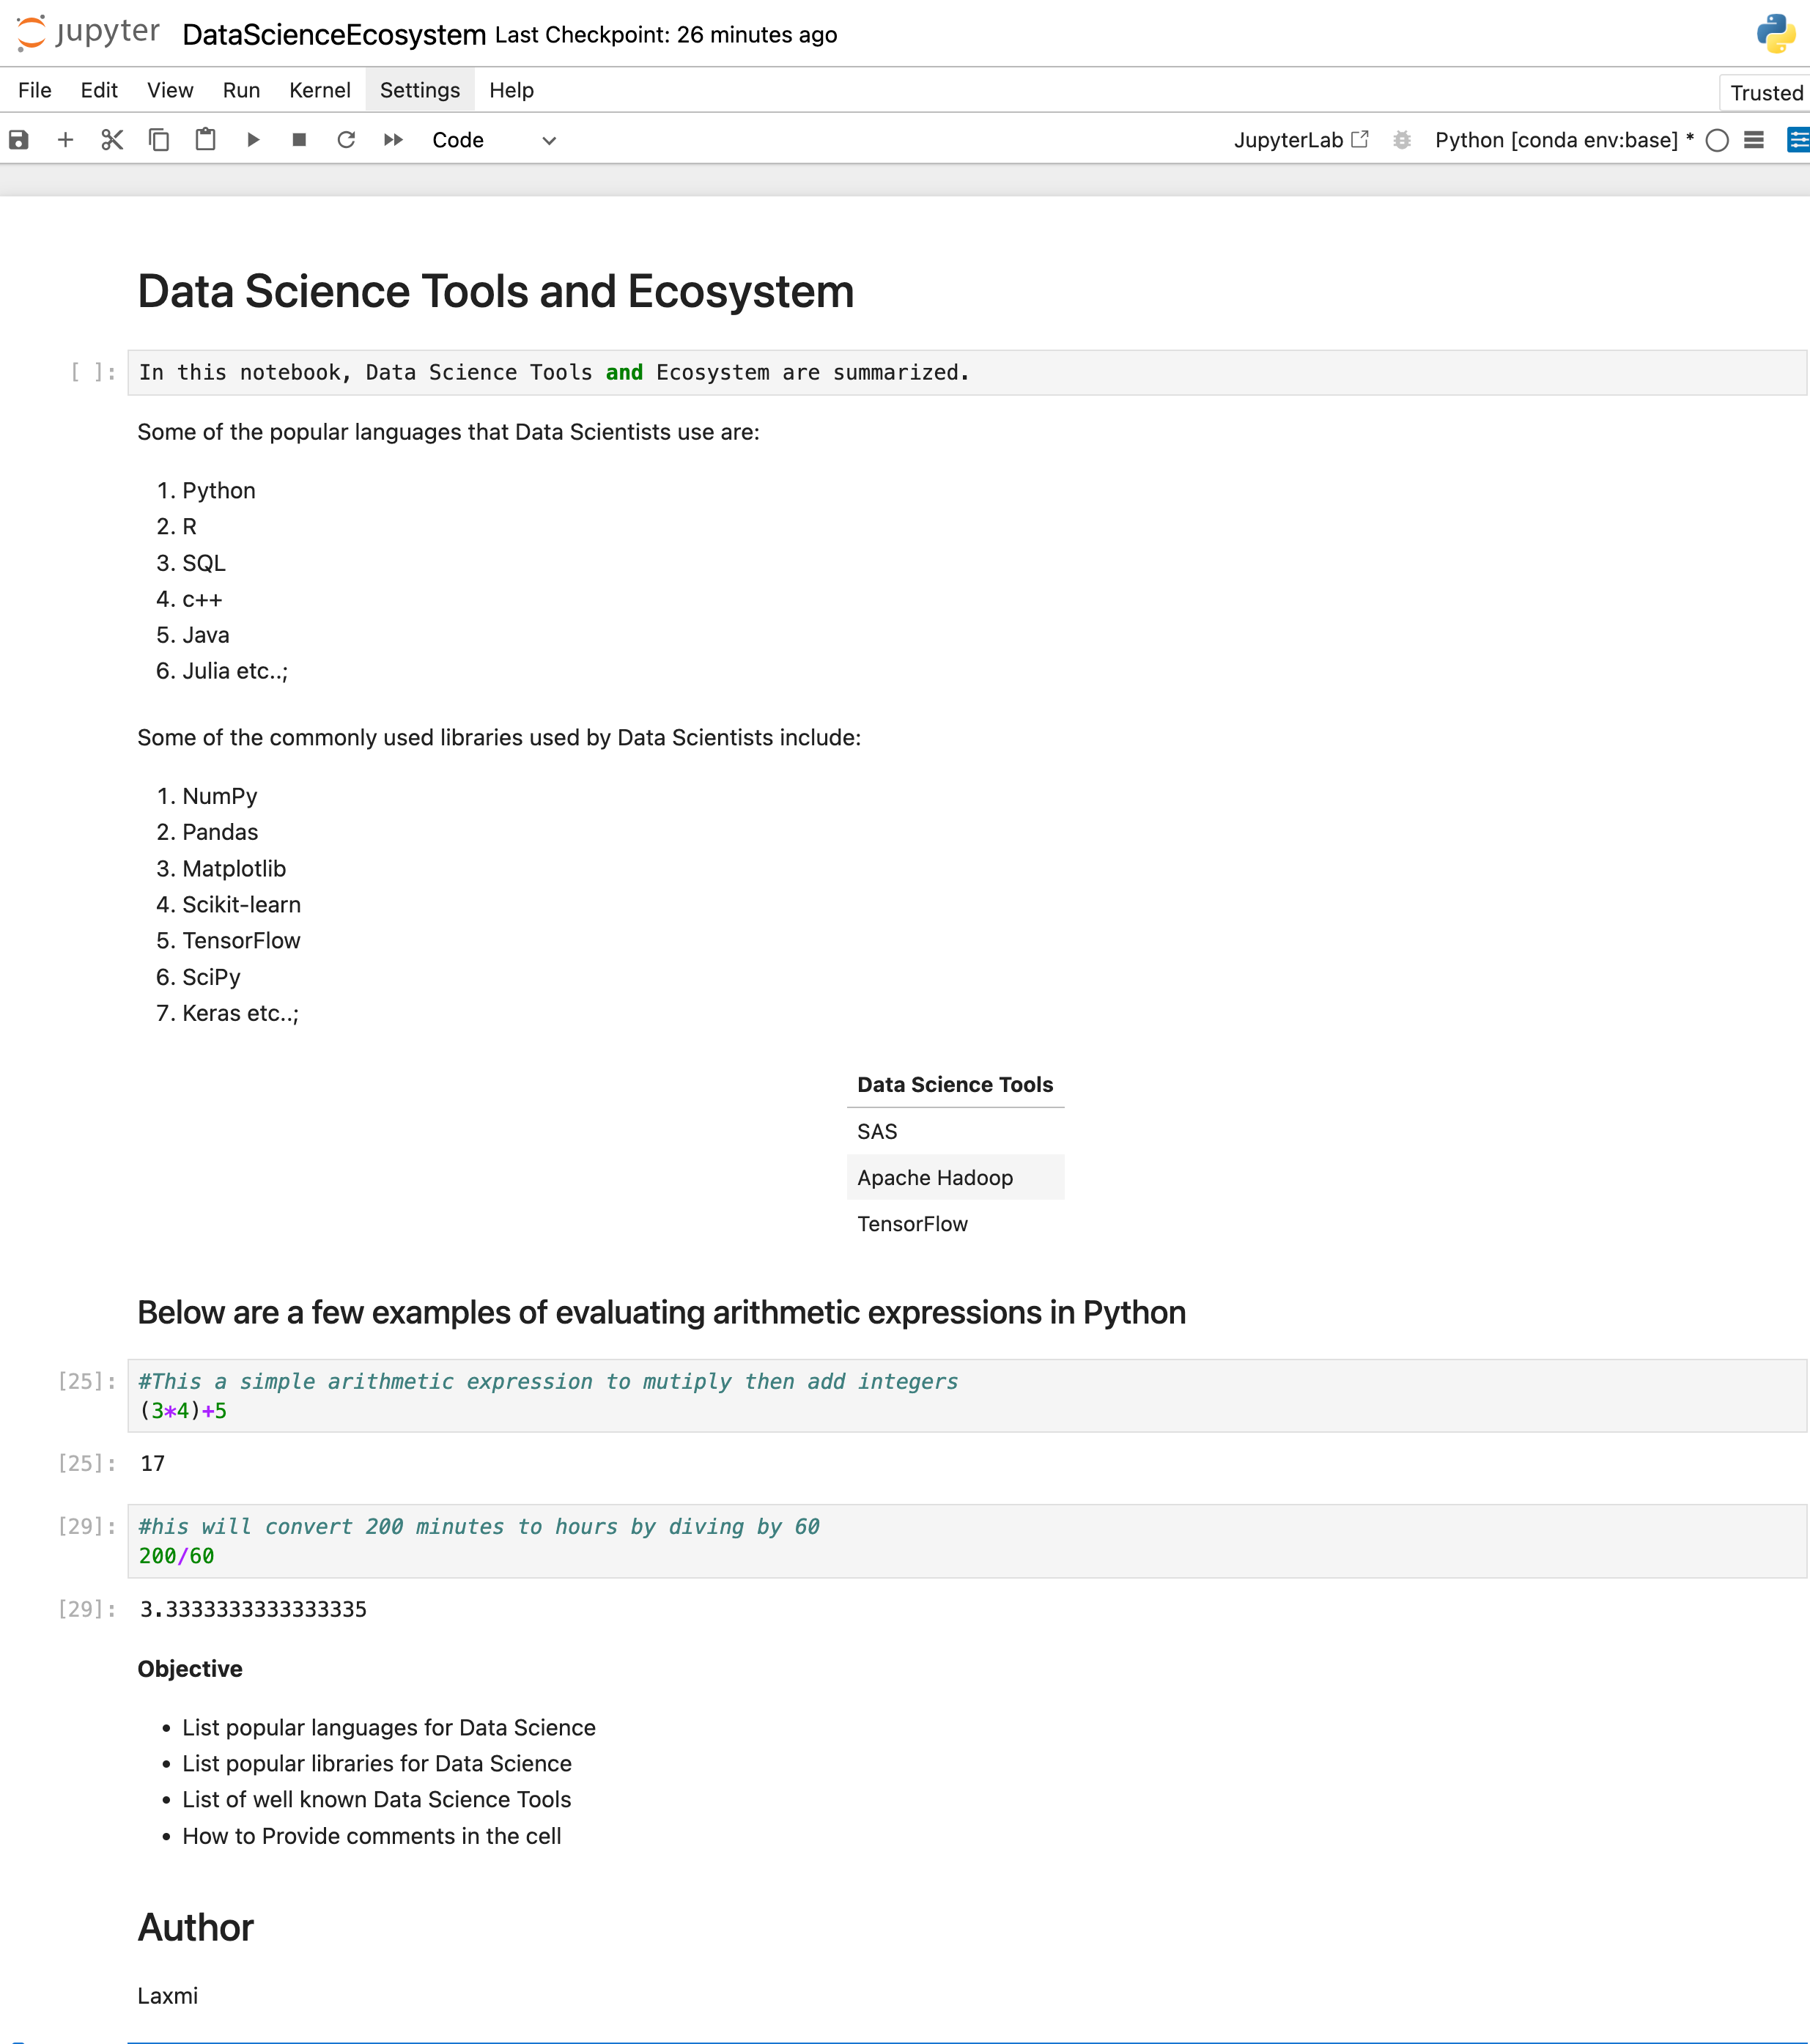 jupyter DataScienceEcosystem Last Checkpoint: 26 minutes ago
File Edit View Run Kernel Settings Help Trusted
Code JupyterLab Python [conda env:base] *
Data Science Tools and Ecosystem
[ ]: In this notebook, Data Science Tools and Ecosystem are summarized.
Some of the popular languages that Data Scientists use are:
1. Python
2. R
3. SQL
4. c++
5. Java
6. Julia etc..;
Some of the commonly used libraries used by Data Scientists include:
1. NumPy
2. Pandas
3. Matplotlib
4. Scikit-learn
5. TensorFlow
6. SciPy
7. Keras etc..;
Data Science Tools
SAS
Apache Hadoop
TensorFlow
Below are a few examples of evaluating arithmetic expressions in Python
[25]: #This a simple arithmetic expression to mutiply then add integers
(3*4)+5
[25]: 17
[29]: #his will convert 200 minutes to hours by diving by 60
200/60
[29]: 3.3333333333333335
Objective
• List popular languages for Data Science
• List popular libraries for Data Science
• List of well known Data Science Tools
• How to Provide comments in the cell
Author
Laxmi